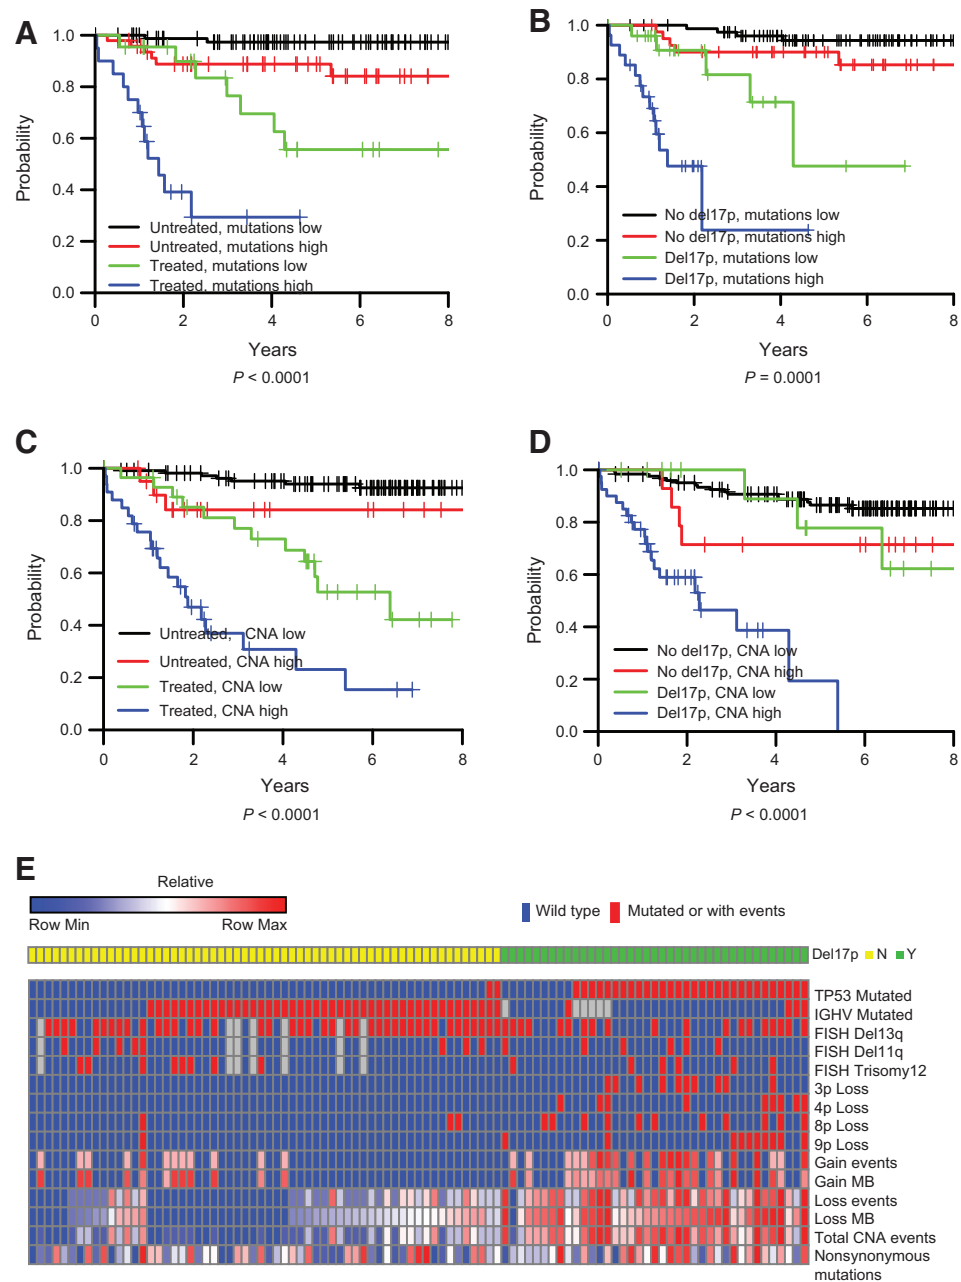 A
1.0
0.8
0.6
0.4
0.2
0.0
Probability
Untreated, mutations low
Untreated, mutations high
Treated, mutations low
Treated, mutations high
0 2 4 6 8
Years
P < 0.0001
B
1.0
0.8
0.6
0.4
0.2
0.0
Probability
No del17p, mutations low
No del17p, mutations high
Del17p, mutations low
Del17p, mutations high
0 2 4 6 8
Years
P = 0.0001
C
1.0
0.8
0.6
0.4
0.2
0.0
Probability
Untreated, CNA low
Untreated, CNA high
Treated, CNA low
Treated, CNA high
0 2 4 6 8
Years
P < 0.0001
D
1.0
0.8
0.6
0.4
0.2
0.0
Probability
No del17p, CNA low
No del17p, CNA high
Del17p, CNA low
Del17p, CNA high
0 2 4 6 8
Years
P < 0.0001
E
Relative
Row Min Row Max
Wild type Mutated or with events
Del17p N Y
TP53 Mutated
IGHV Mutated
FISH Del13q
FISH Del11q
FISH Trisomy12
3p Loss
4p Loss
8p Loss
9p Loss
Gain events
Gain MB
Loss events
Loss MB
Total CNA events
Nonsynonymous
mutations